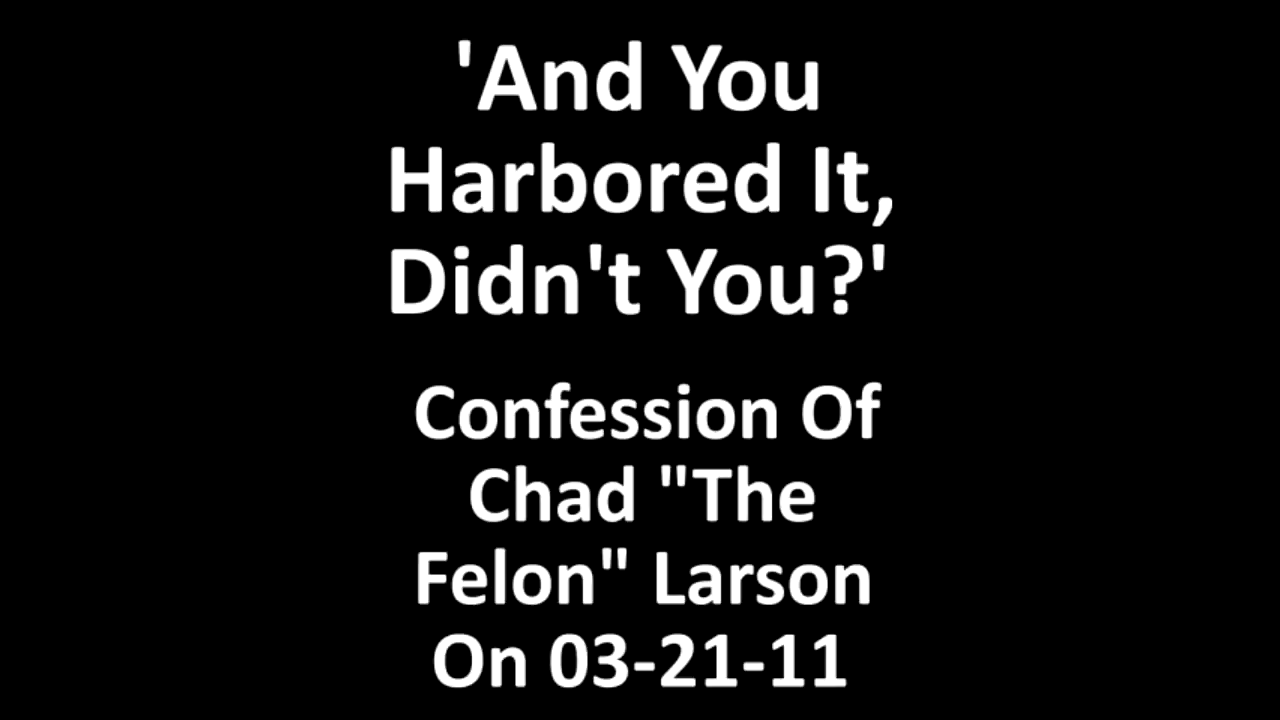 'And You
Harbored It,
Didn't You?'
Confession Of
Chad "The
Felon" Larson
On 03-21-11